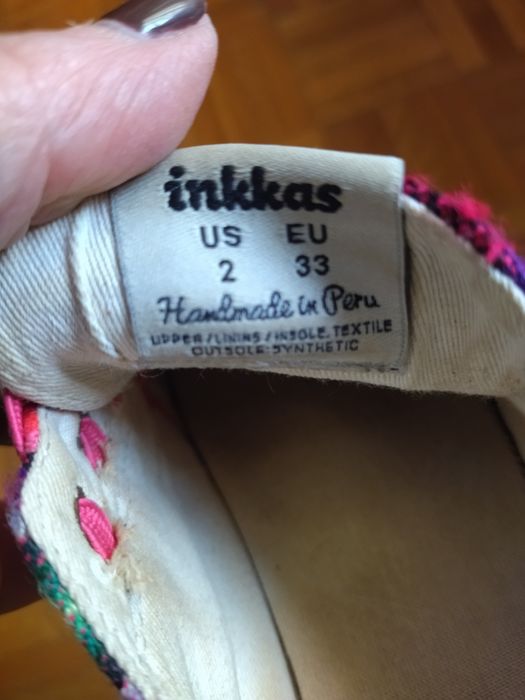 inkkas
US EU
2 33
Handmade in Peru
UPPER/LINING/INSOLE.TEXTILE
OUTSOLE:SYNTHETIC